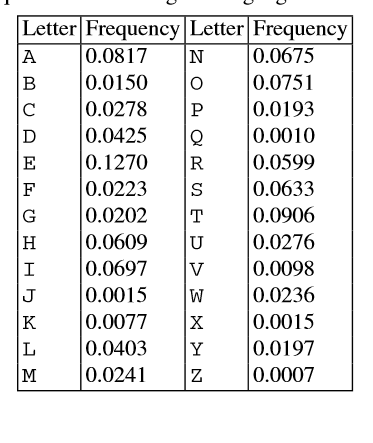 Letter Frequency Letter Frequency
A 0.0817 N 0.0675
B 0.0150 O 0.0751
C 0.0278 P 0.0193
D 0.0425 Q 0.0010
E 0.1270 R 0.0599
F 0.0223 S 0.0633
G 0.0202 T 0.0906
H 0.0609 U 0.0276
I 0.0697 V 0.0098
J 0.0015 W 0.0236
K 0.0077 X 0.0015
L 0.0403 Y 0.0197
M 0.0241 Z 0.0007